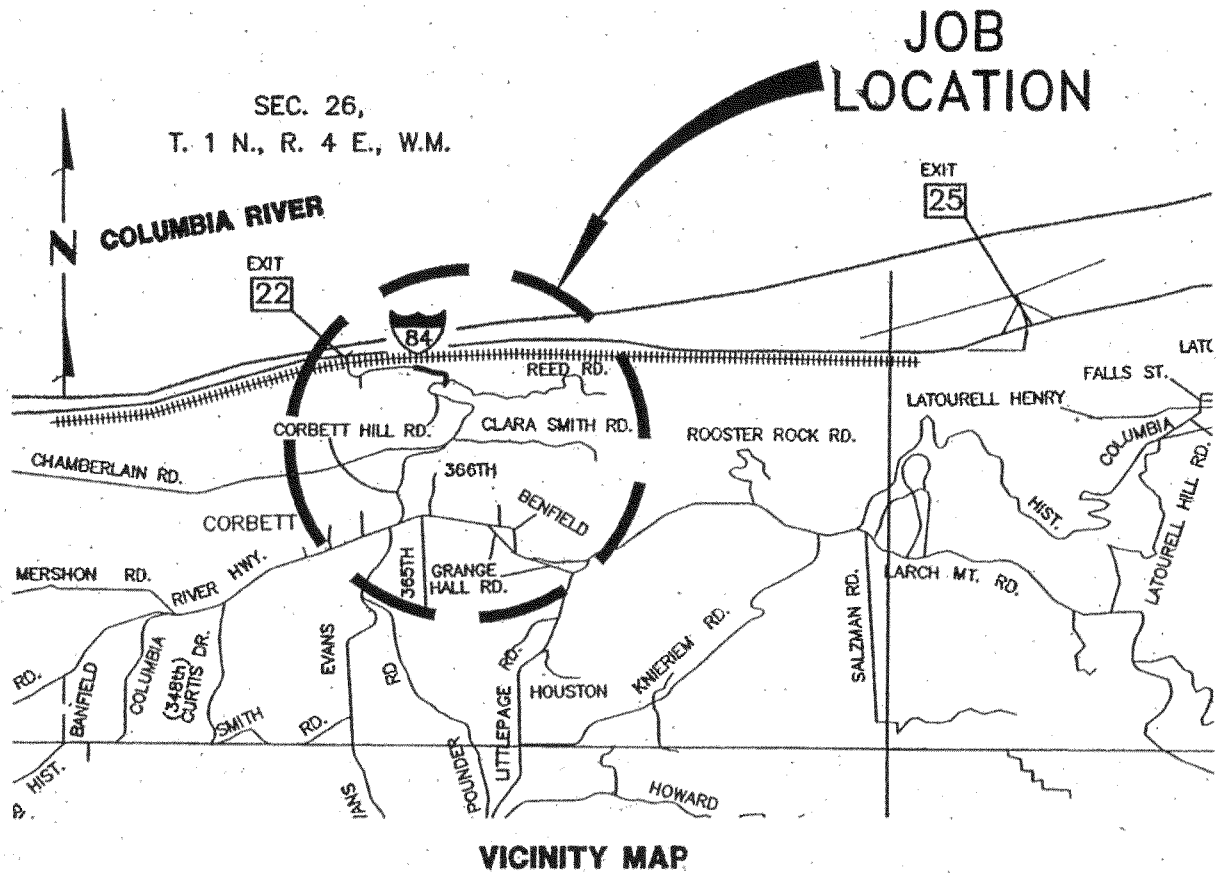 JOB
LOCATION
SEC. 26,
T. 1 N., R. 4 E., W.M.
EXIT
25
N
COLUMBIA RIVER
EXIT
22
84
REED RD.
LATC
FALLS ST.
LATOURELL HENRY
CORBETT HILL RD.
CLARA SMITH RD.
ROOSTER ROCK RD.
COLUMBIA
CHAMBERLAIN RD.
366TH
HIST.
LATOURELL HILL RD.
CORBETT
BENFIELD
MERSHON RD.
RIVER HWY.
365TH
GRANGE
HALL RD.
LARCH MT. RD.
RD.
BANFIELD
COLUMBIA
(348th)
CURTIS DR.
SMITH
RD.
EVANS
RD
LITTLEPAGE
RD.
HOUSTON
KNIERIEM RD.
SALZMAN RD.
HIST.
ANS
POUNDER
HOWARD
VICINITY MAP